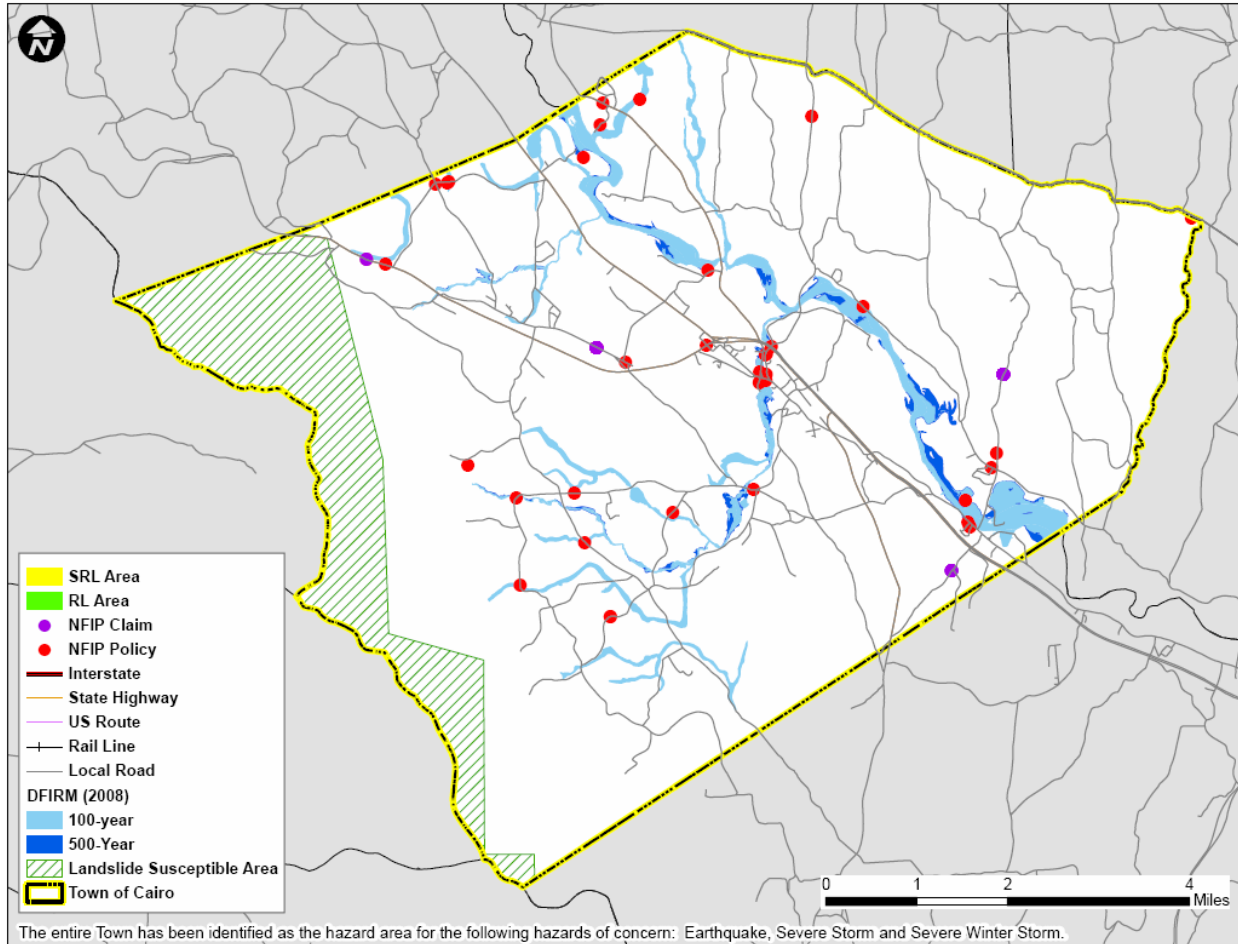 N
SRL Area
RL Area
NFIP Claim
NFIP Policy
Interstate
State Highway
US Route
Rail Line
Local Road
DFIRM (2008)
100-year
500-Year
Landslide Susceptible Area
Town of Cairo
0 1 2 4
Miles
The entire Town has been identified as the hazard area for the following hazards of concern: Earthquake, Severe Storm and Severe Winter Storm.